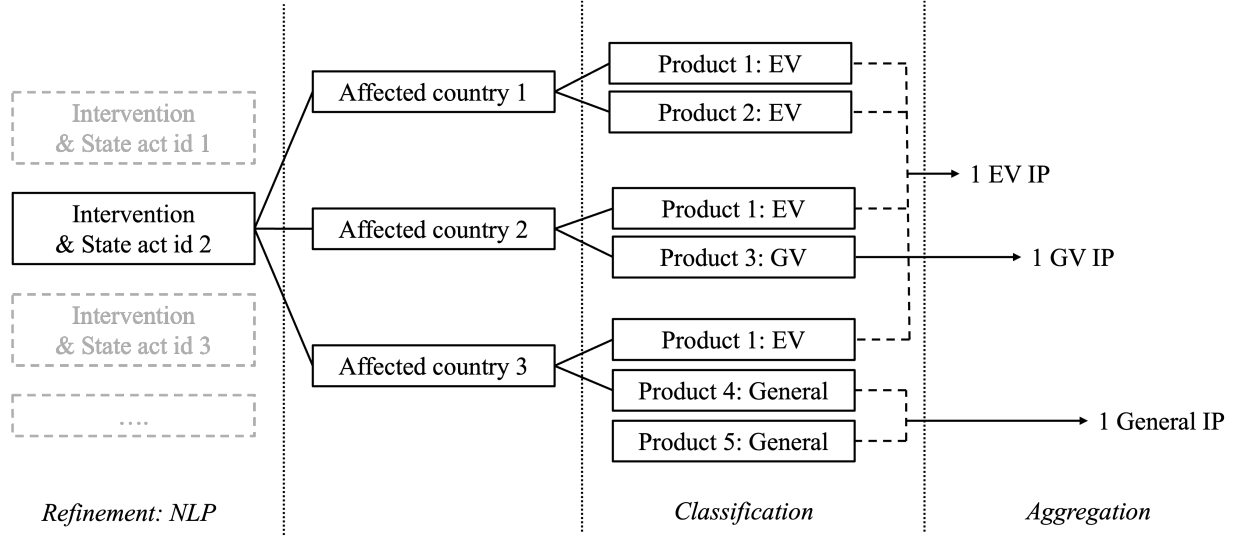 Intervention
& State act id 1
Intervention
& State act id 2
Intervention
& State act id 3
....
Affected country 1
Affected country 2
Affected country 3
Product 1: EV
Product 2: EV
Product 1: EV
Product 3: GV
Product 1: EV
Product 4: General
Product 5: General
1 EV IP
1 GV IP
1 General IP
Refinement: NLP
Classification
Aggregation